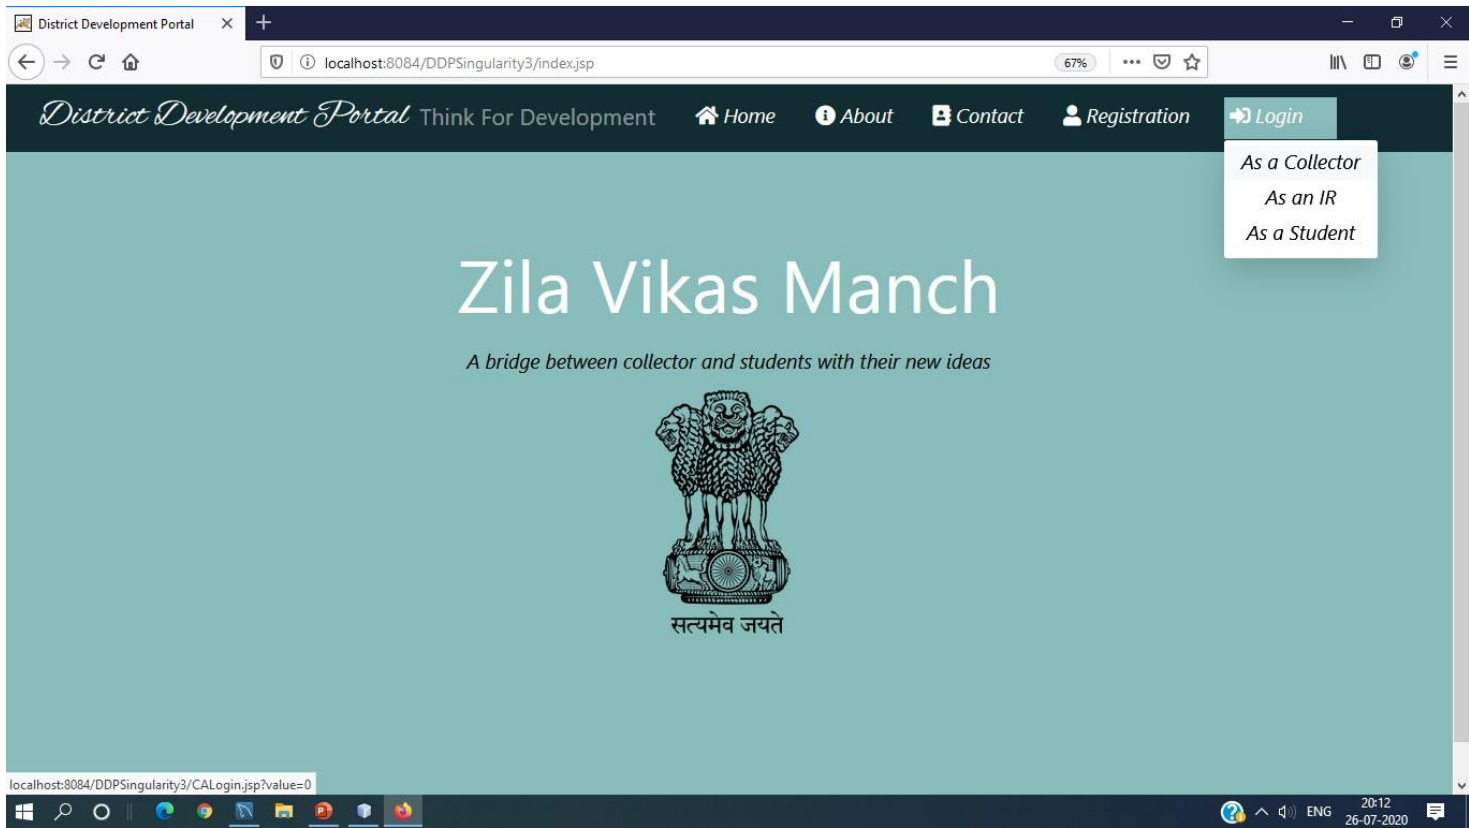 District Development Portal
localhost:8084/DDPSingularity3/index.jsp
67%
District Development Portal Think For Development Home About Contact Registration Login
As a Collector
As an IR
As a Student
Zila Vikas Manch
A bridge between collector and students with their new ideas
सत्यमेव जयते
localhost:8084/DDPSingularity3/CALogin.jsp?value=0
ENG
20:12
26-07-2020